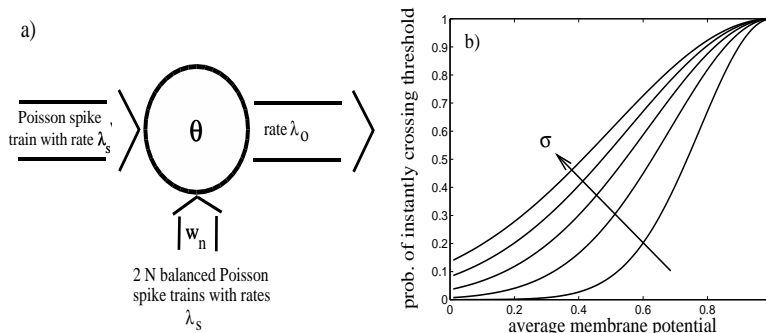 a)
Poisson spike
train with rate λs'
θ
rate λo
wn
2 N balanced Poisson
spike trains with rates
λs
b)
prob. of instantly crossing threshold
1
0.9
0.8
0.7
0.6
0.5
0.4
0.3
0.2
0.1
0
σ
0 0.2 0.4 0.6 0.8
average membrane potential